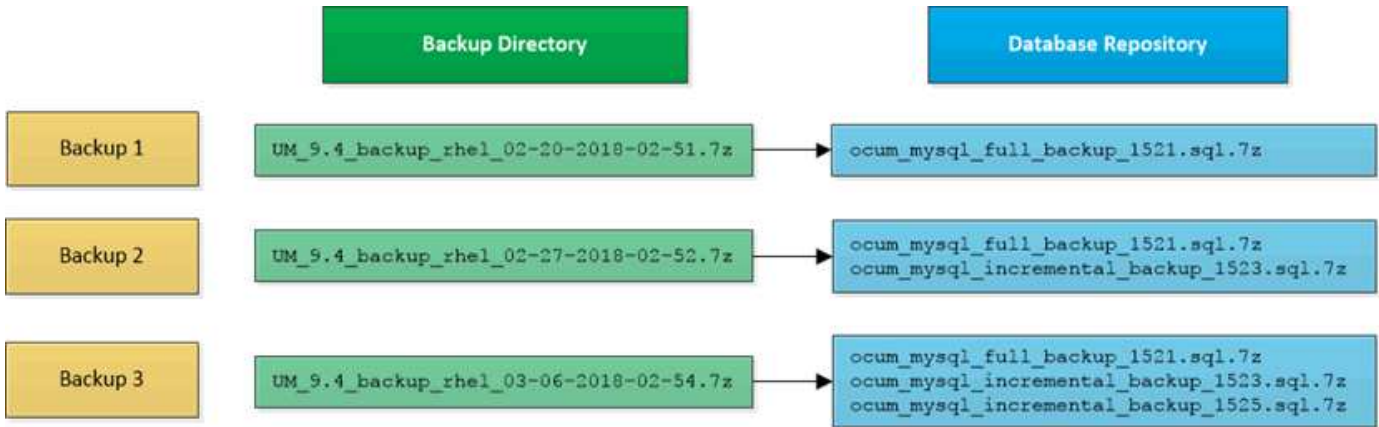 Backup Directory
Database Repository
Backup 1
UM_9.4_backup_rhel_02-20-2018-02-51.7z
ocum_mysql_full_backup_1521.sql.7z
Backup 2
UM_9.4_backup_rhel_02-27-2018-02-52.7z
ocum_mysql_full_backup_1521.sql.7z
ocum_mysql_incremental_backup_1523.sql.7z
Backup 3
UM_9.4_backup_rhel_03-06-2018-02-54.7z
ocum_mysql_full_backup_1521.sql.7z
ocum_mysql_incremental_backup_1523.sql.7z
ocum_mysql_incremental_backup_1525.sql.7z